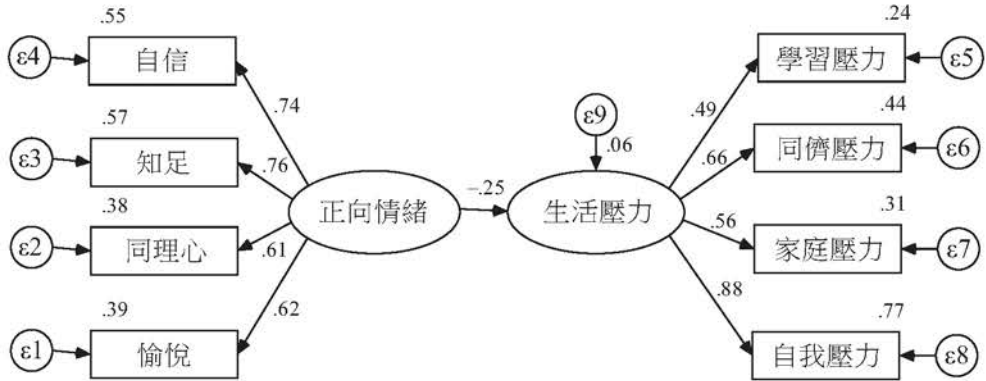 .55
ε4
自信
.74
.57
ε3
知足
.76
.38
ε2
同理心
.61
.39
ε1
愉悅
.62
正向情緒
–.25
ε9
.06
生活壓力
.24
.49
學習壓力
ε5
.44
.66
同儕壓力
ε6
.31
.56
家庭壓力
ε7
.77
.88
自我壓力
ε8